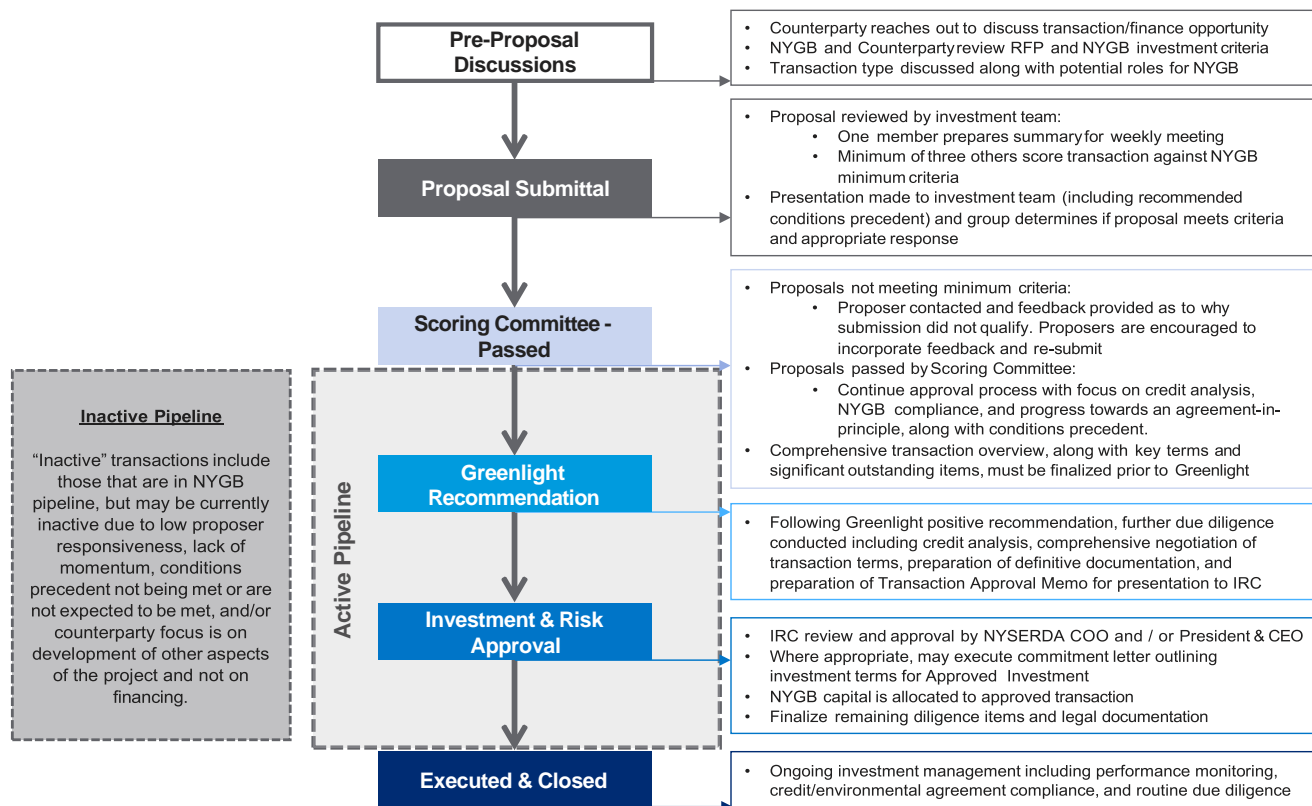 Pre-Proposal
Discussions
• Counterparty reaches out to discuss transaction/finance opportunity
• NYGB and Counterparty review RFP and NYGB investment criteria
• Transaction type discussed along with potential roles for NYGB
Proposal Submittal
• Proposal reviewed by investment team:
• One member prepares summary for weekly meeting
• Minimum of three others score transaction against NYGB
minimum criteria
• Presentation made to investment team (including recommended
conditions precedent) and group determines if proposal meets criteria
and appropriate response
Scoring Committee -
Passed
• Proposals not meeting minimum criteria:
• Proposer contacted and feedback provided as to why
submission did not qualify. Proposers are encouraged to
incorporate feedback and re-submit
• Proposals passed by Scoring Committee:
• Continue approval process with focus on credit analysis,
NYGB compliance, and progress towards an agreement-in-
principle, along with conditions precedent.
• Comprehensive transaction overview, along with key terms and
significant outstanding items, must be finalized prior to Greenlight
Inactive Pipeline
“Inactive” transactions include
those that are in NYGB
pipeline, but may be currently
inactive due to low proposer
responsiveness, lack of
momentum, conditions
precedent not being met or are
not expected to be met, and/or
counterparty focus is on
development of other aspects
of the project and not on
financing.
Active Pipeline
Greenlight
Recommendation
• Following Greenlight positive recommendation, further due diligence
conducted including credit analysis, comprehensive negotiation of
transaction terms, preparation of definitive documentation, and
preparation of Transaction Approval Memo for presentation to IRC
Investment & Risk
Approval
• IRC review and approval by NYSERDA COO and / or President & CEO
• Where appropriate, may execute commitment letter outlining
investment terms for Approved Investment
• NYGB capital is allocated to approved transaction
• Finalize remaining diligence items and legal documentation
Executed & Closed
• Ongoing investment management including performance monitoring,
credit/environmental agreement compliance, and routine due diligence